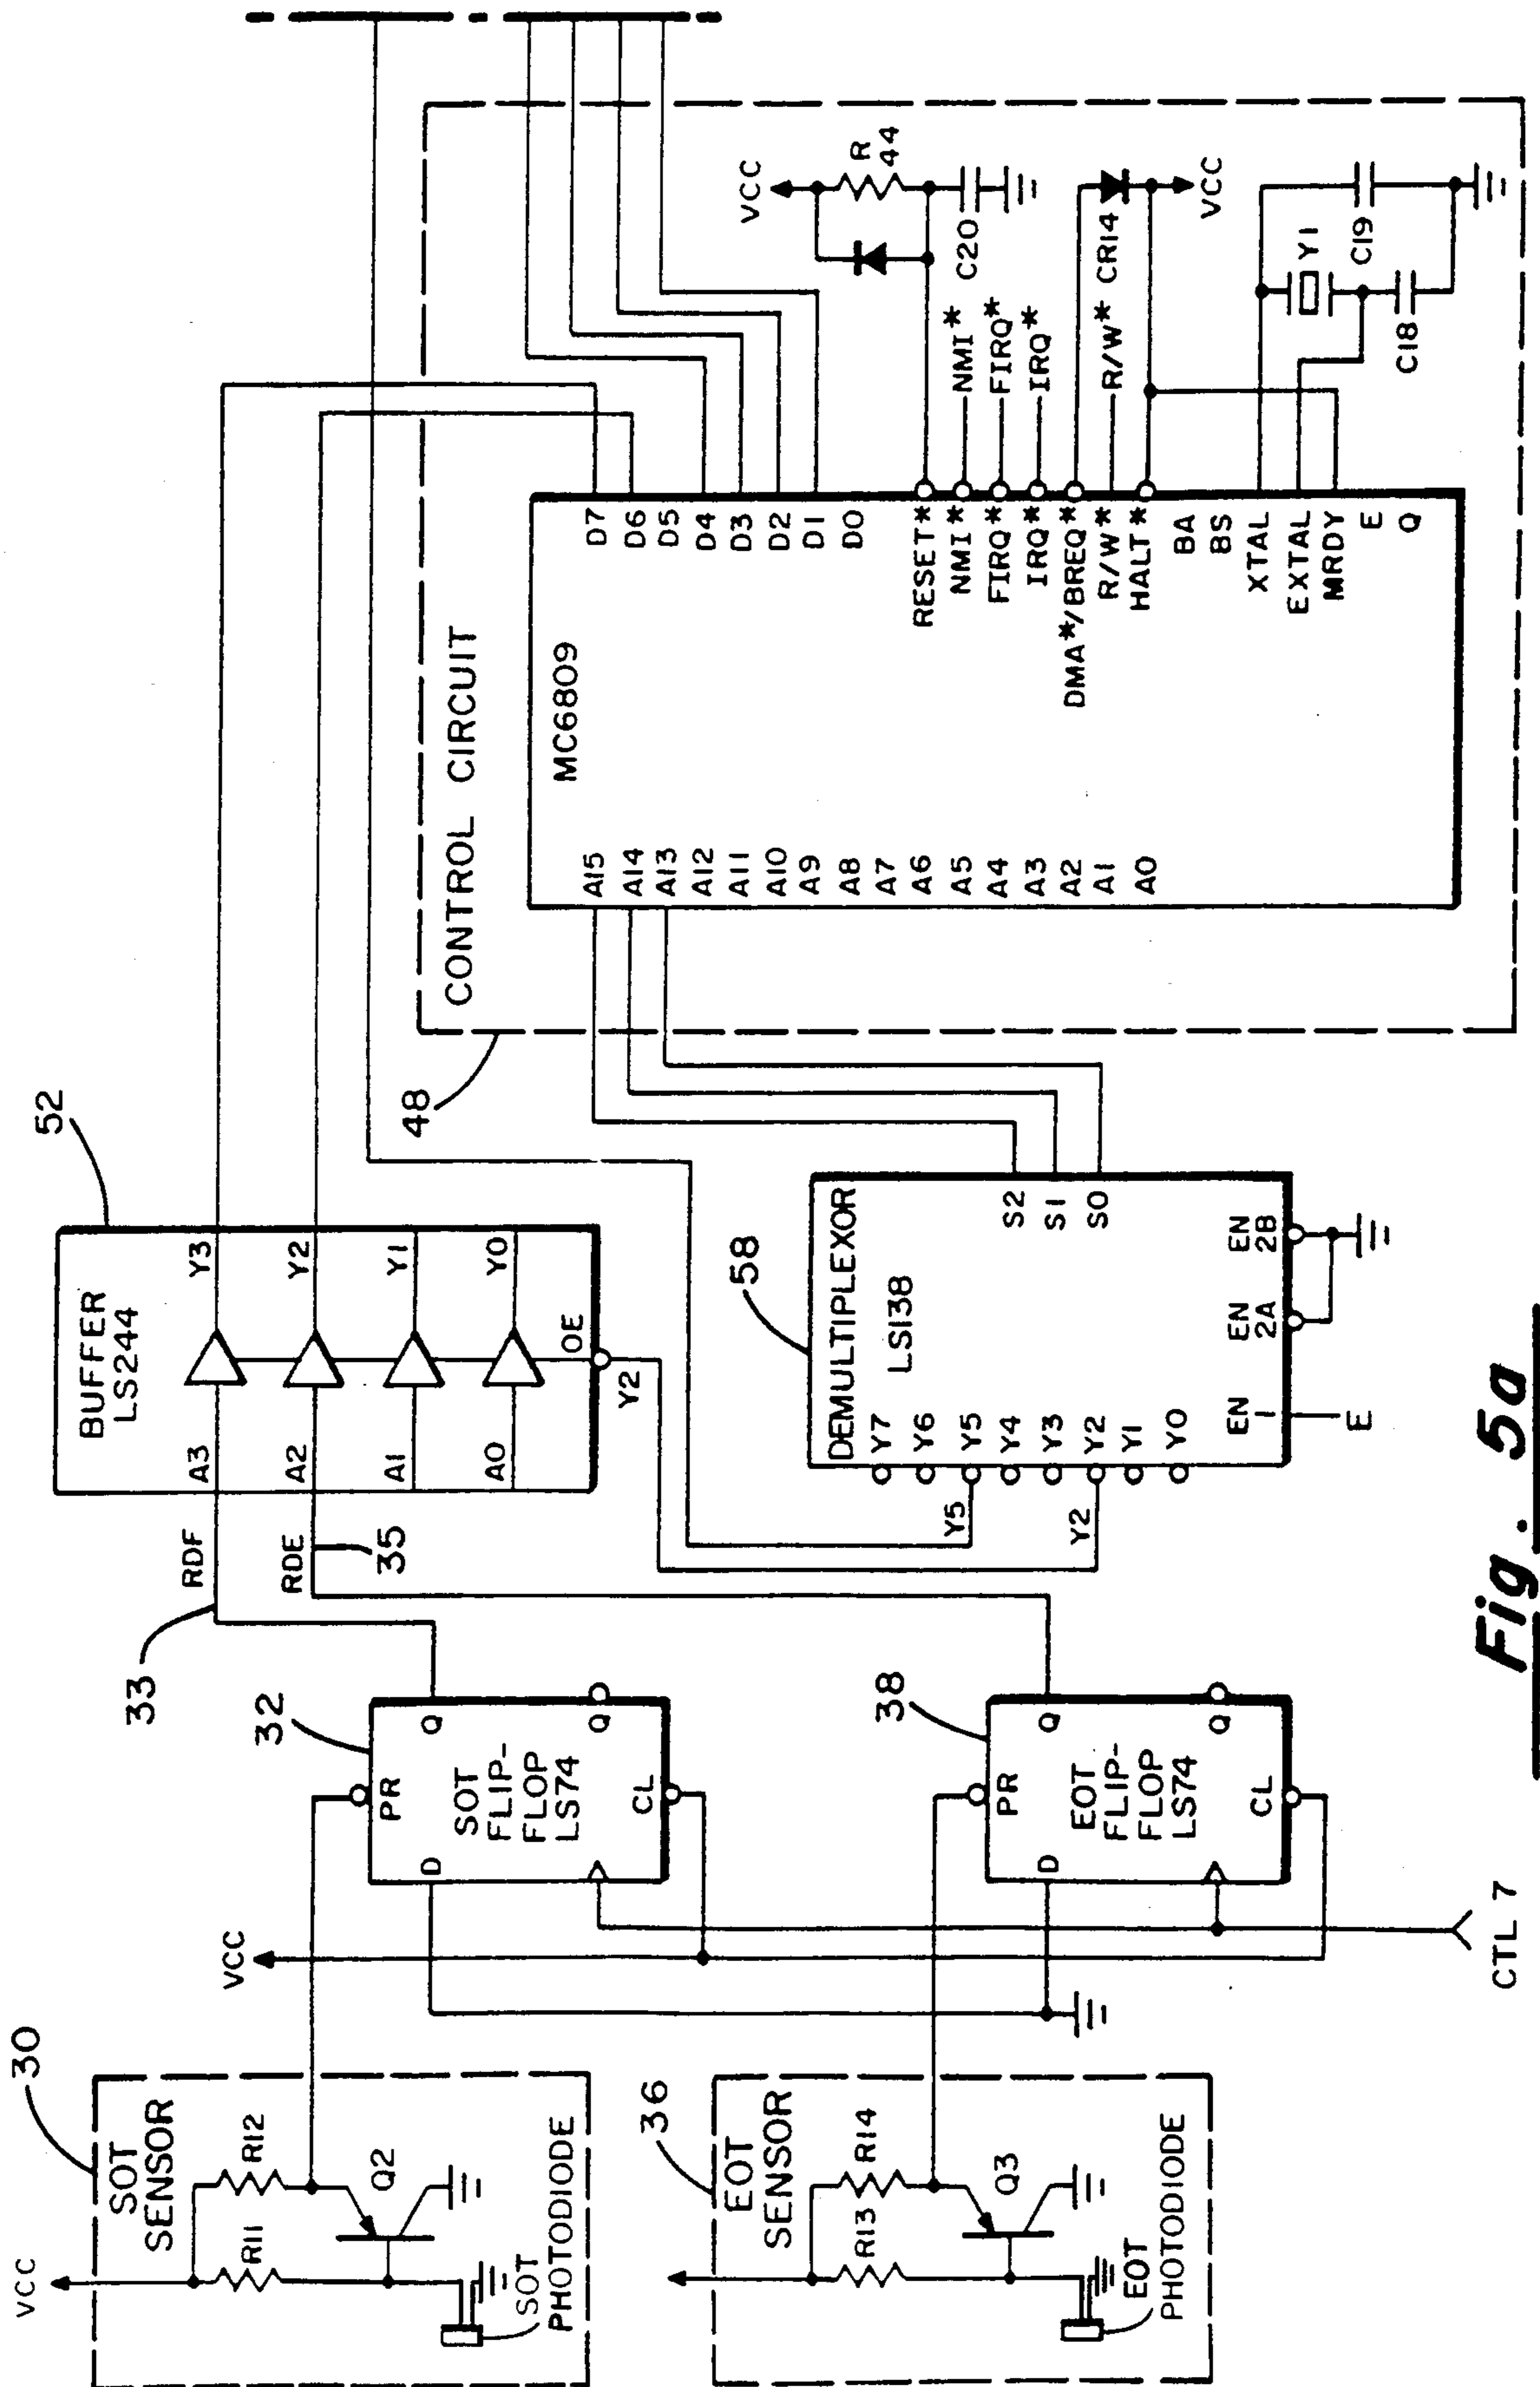 30
VCC
SOT
SENSOR
R11
R12
Q2
SOT
PHOTODIODE
36
EOT
SENSOR
R13
R14
Q3
EOT
PHOTODIODE
VCC
CTL 7
32
PR
D
Q
SOT
FLIP-
FLOP
LS74
Q
CL
38
PR
D
Q
EOT
FLIP-
FLOP
LS74
Q
CL
33
RDF
RDE
35
52
BUFFER
LS244
A3
Y3
A2
Y2
A1
Y1
A0
Y0
OE
Y2
Y5
Y2
58
DEMULTIPLEXOR
LS138
Y7
Y6
Y5
Y4
Y3
Y2
Y1
Y0
S2
S1
S0
EN
1
EN
2A
EN
2B
E
48
CONTROL CIRCUIT
MC6809
A15
A14
A13
A12
A11
A10
A9
A8
A7
A6
A5
A4
A3
A2
A1
A0
D7
D6
D5
D4
D3
D2
D1
D0
RESET*
NMI*
FIRQ*
IRQ*
DMA*/BREQ*
R/W*
HALT*
BA
BS
XTAL
EXTAL
MRDY
E
Q
NMI*
FIRQ*
IRQ*
R/W*
VCC
R
44
C20
CR14
VCC
Y1
C19
C18
Fig. 5a